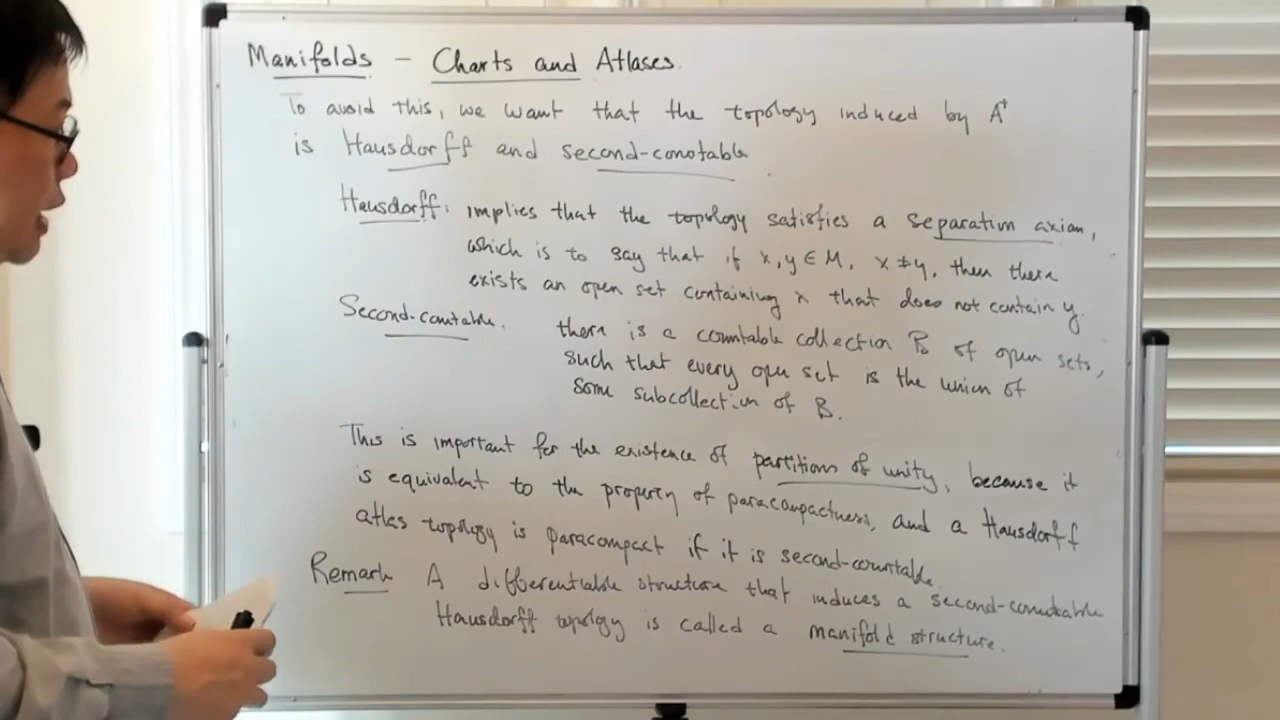 Manifolds - Charts and Atlases.
To avoid this, we want that the topology induced by A⁺
is Hausdorff and second-conotable
Hausdorff: implies that the topology satisfies a separation axiom,
which is to say that if x, y ∈ M, x ≠ y, then there
exists an open set containing x that does not contain y.
Second-countable. there is a countable collection B of open sets,
such that every open set is the union of
some subcollection of B.
This is important for the existence of partitions of unity, because it
is equivalent to the property of paracompactness, and a Hausdorff
atlas topology is paracompact if it is second-countable.
Remark A differentiable structure that induces a second-countable
Hausdorff topology is called a manifold structure.